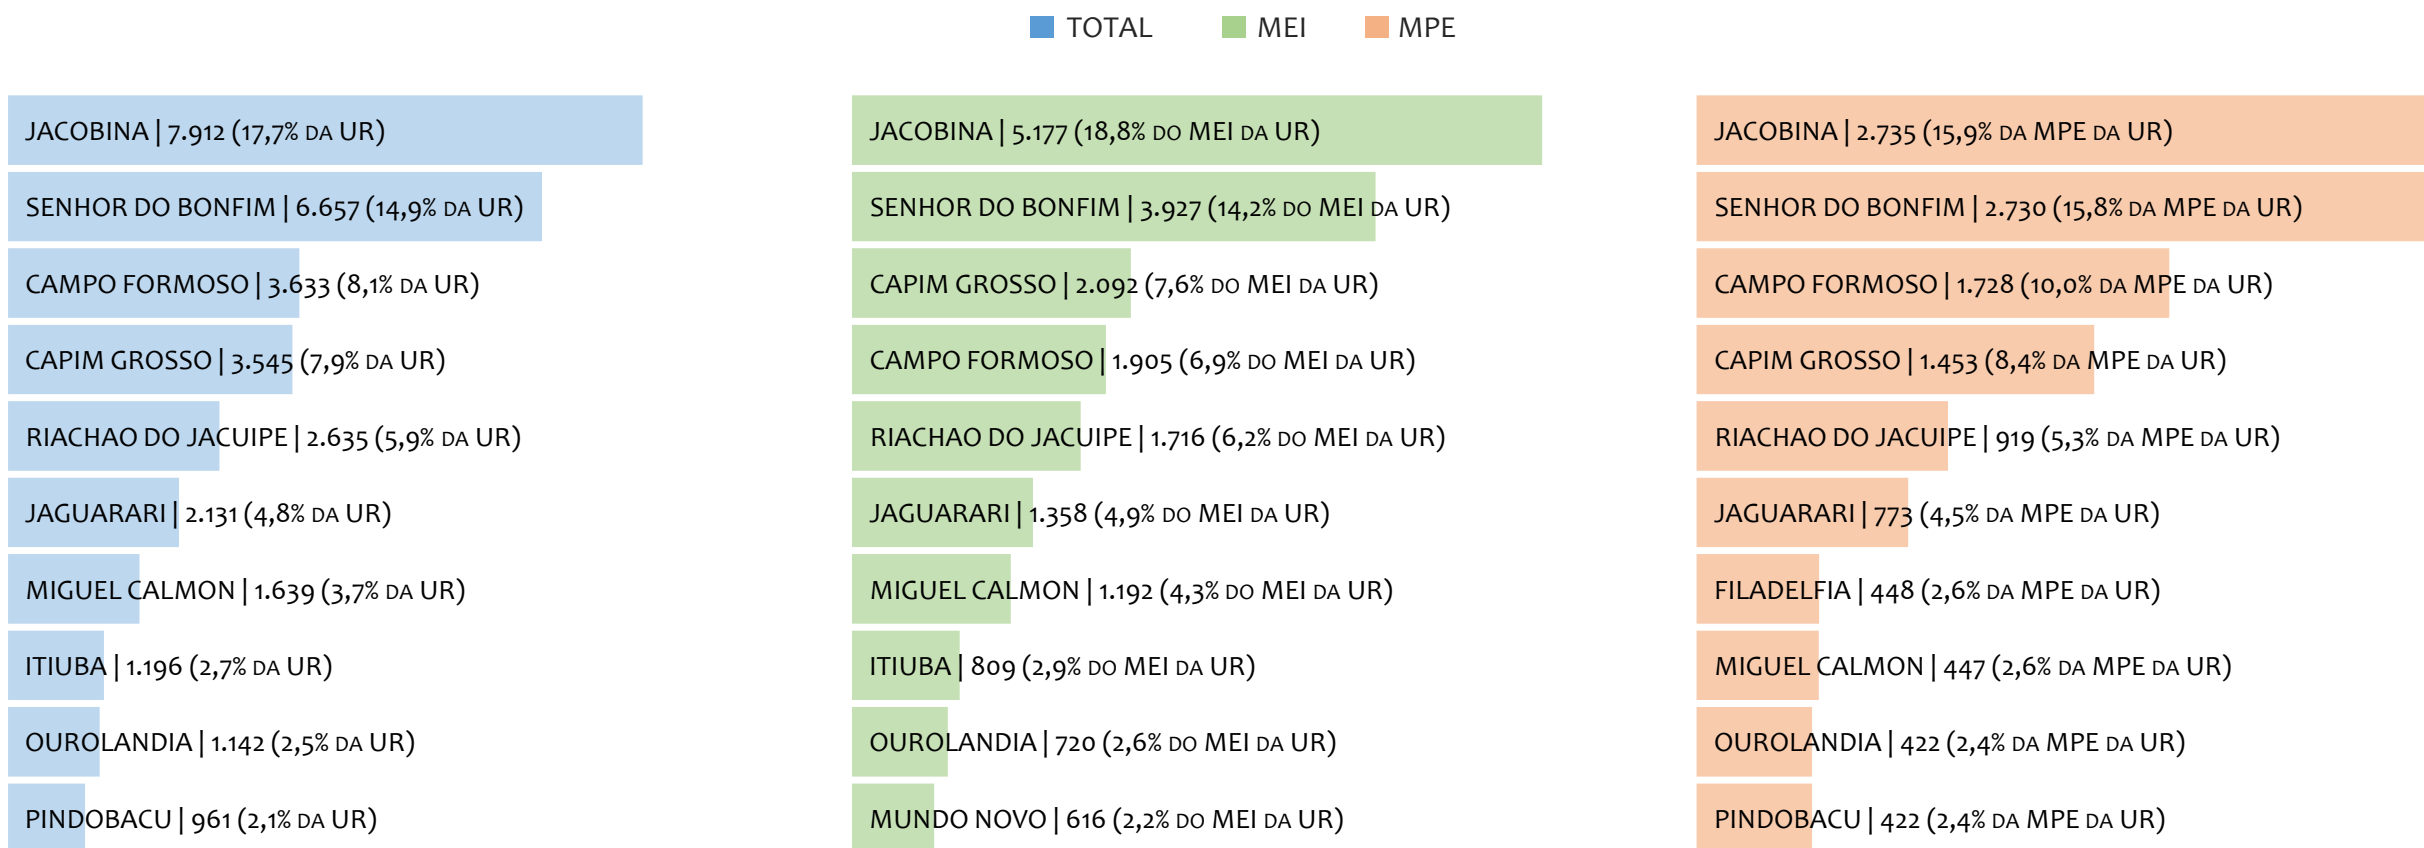 TOTAL MEI MPE
JACOBINA | 7.912 (17,7% DA UR)
SENHOR DO BONFIM | 6.657 (14,9% DA UR)
CAMPO FORMOSO | 3.633 (8,1% DA UR)
CAPIM GROSSO | 3.545 (7,9% DA UR)
RIACHAO DO JACUIPE | 2.635 (5,9% DA UR)
JAGUARARI | 2.131 (4,8% DA UR)
MIGUEL CALMON | 1.639 (3,7% DA UR)
ITIUBA | 1.196 (2,7% DA UR)
OUROLANDIA | 1.142 (2,5% DA UR)
PINDOBACU | 961 (2,1% DA UR)
JACOBINA | 5.177 (18,8% DO MEI DA UR)
SENHOR DO BONFIM | 3.927 (14,2% DO MEI DA UR)
CAPIM GROSSO | 2.092 (7,6% DO MEI DA UR)
CAMPO FORMOSO | 1.905 (6,9% DO MEI DA UR)
RIACHAO DO JACUIPE | 1.716 (6,2% DO MEI DA UR)
JAGUARARI | 1.358 (4,9% DO MEI DA UR)
MIGUEL CALMON | 1.192 (4,3% DO MEI DA UR)
ITIUBA | 809 (2,9% DO MEI DA UR)
OUROLANDIA | 720 (2,6% DO MEI DA UR)
MUNDO NOVO | 616 (2,2% DO MEI DA UR)
JACOBINA | 2.735 (15,9% DA MPE DA UR)
SENHOR DO BONFIM | 2.730 (15,8% DA MPE DA UR)
CAMPO FORMOSO | 1.728 (10,0% DA MPE DA UR)
CAPIM GROSSO | 1.453 (8,4% DA MPE DA UR)
RIACHAO DO JACUIPE | 919 (5,3% DA MPE DA UR)
JAGUARARI | 773 (4,5% DA MPE DA UR)
FILADELFIA | 448 (2,6% DA MPE DA UR)
MIGUEL CALMON | 447 (2,6% DA MPE DA UR)
OUROLANDIA | 422 (2,4% DA MPE DA UR)
PINDOBACU | 422 (2,4% DA MPE DA UR)